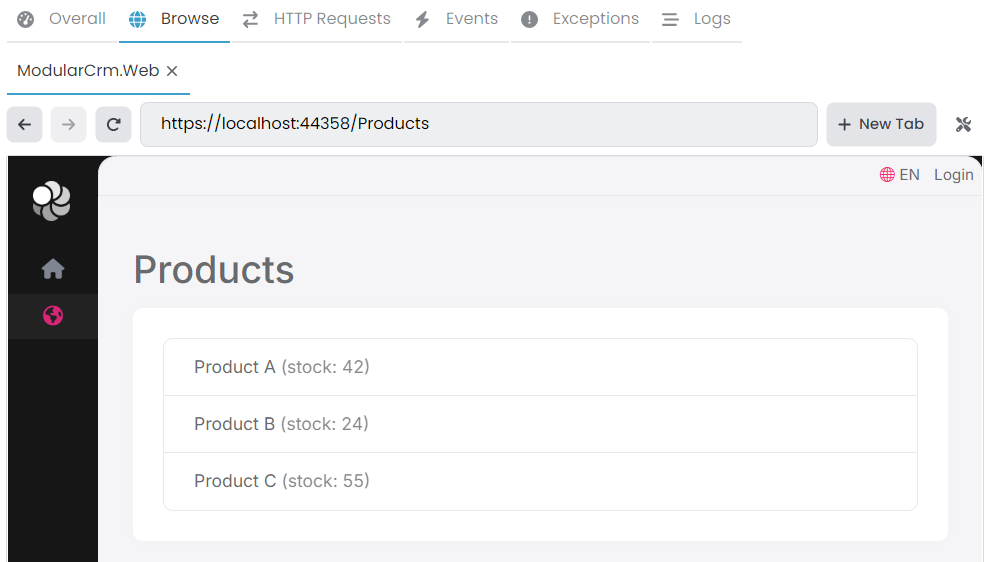 Overall Browse HTTP Requests Events Exceptions Logs
ModularCrm.Web
https://localhost:44358/Products
New Tab
EN Login
Products
Product A (stock: 42)
Product B (stock: 24)
Product C (stock: 55)